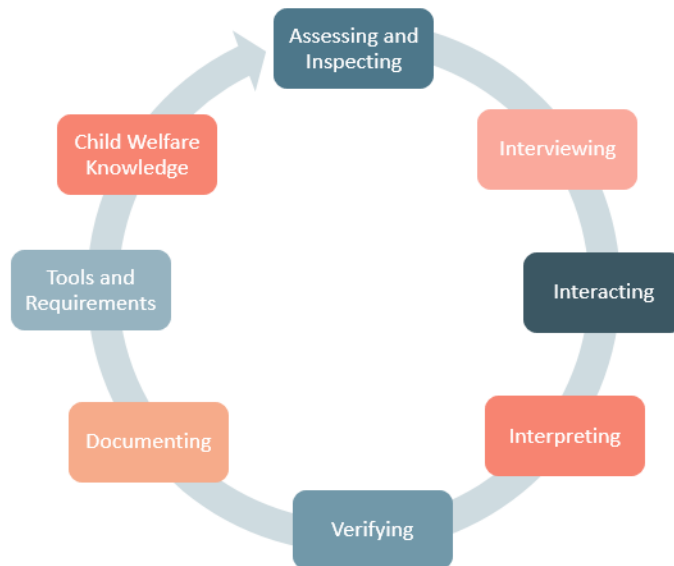 Assessing and
Inspecting
Interviewing
Interacting
Interpreting
Verifying
Documenting
Tools and
Requirements
Child Welfare
Knowledge